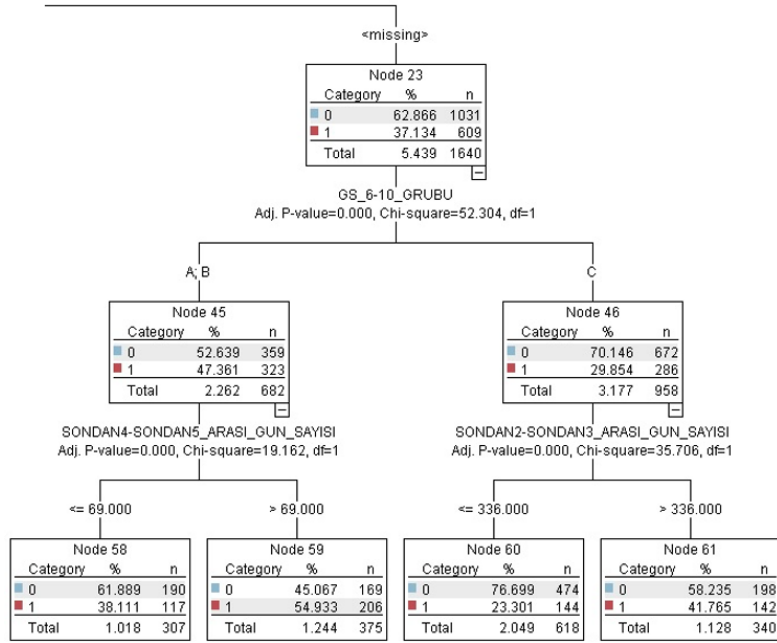 <missing>
Node 23
Category % n
0 62.866 1031
1 37.134 609
Total 5.439 1640
GS_6-10_GRUBU
Adj. P-value=0.000, Chi-square=52.304, df=1
A; B
C
Node 45
Category % n
0 52.639 359
1 47.361 323
Total 2.262 682
SONDAN4-SONDAN5_ARASI_GUN_SAYISI
Adj. P-value=0.000, Chi-square=19.162, df=1
Node 46
Category % n
0 70.146 672
1 29.854 286
Total 3.177 958
SONDAN2-SONDAN3_ARASI_GUN_SAYISI
Adj. P-value=0.000, Chi-square=35.706, df=1
<= 69.000
> 69.000
<= 336.000
> 336.000
Node 58
Category % n
0 61.889 190
1 38.111 117
Total 1.018 307
Node 59
Category % n
0 45.067 169
1 54.933 206
Total 1.244 375
Node 60
Category % n
0 76.699 474
1 23.301 144
Total 2.049 618
Node 61
Category % n
0 58.235 198
1 41.765 142
Total 1.128 340